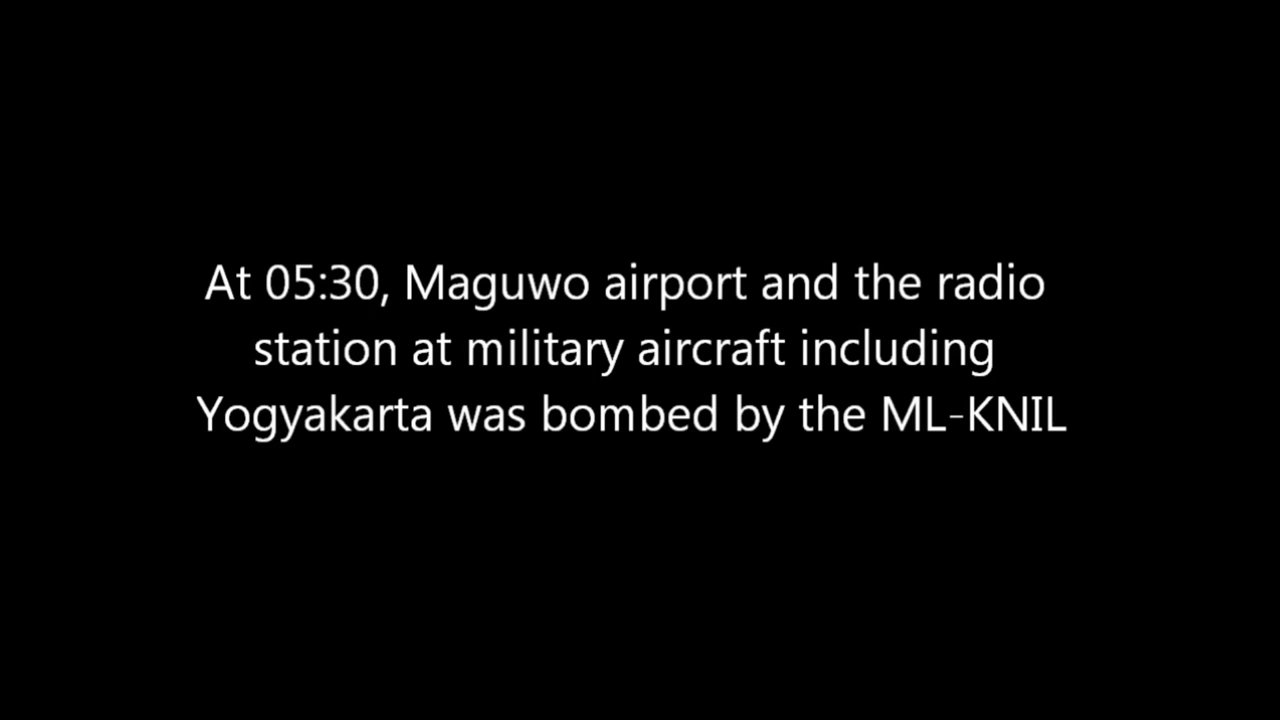 At 05:30, Maguwo airport and the radio
station at military aircraft including
Yogyakarta was bombed by the ML-KNIL